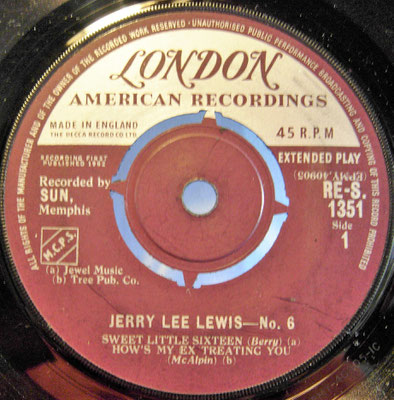 ALL RIGHTS OF THE MANUFACTURER AND OF THE OWNER OF THE RECORDED WORK RESERVED · UNAUTHORISED PUBLIC PERFORMANCE BROADCASTING AND COPYING OF THIS RECORD PROHIBITED
LONDON
AMERICAN RECORDINGS
MADE IN ENGLAND
THE DECCA RECORD CO LTD.
45 R.P.M
RECORDING FIRST
PUBLISHED
EXTENDED PLAY
(EPMY. 40905)
Recorded by
SUN,
Memphis
RE-S.
1351
Side
1
M.C.P.S.
(a) Jewel Music
(b) Tree Pub. Co.
JERRY LEE LEWIS—No. 6
SWEET LITTLE SIXTEEN (Berry) (a)
HOW'S MY EX TREATING YOU
(McAlpin) (b)